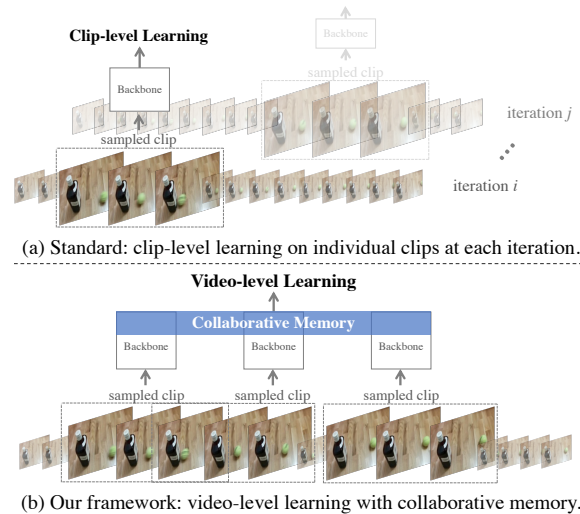 Clip-level Learning
Backbone
Backbone
sampled clip
iteration j
sampled clip
iteration i
(a) Standard: clip-level learning on individual clips at each iteration.
Video-level Learning
Collaborative Memory
Backbone Backbone Backbone
sampled clip sampled clip sampled clip
(b) Our framework: video-level learning with collaborative memory.